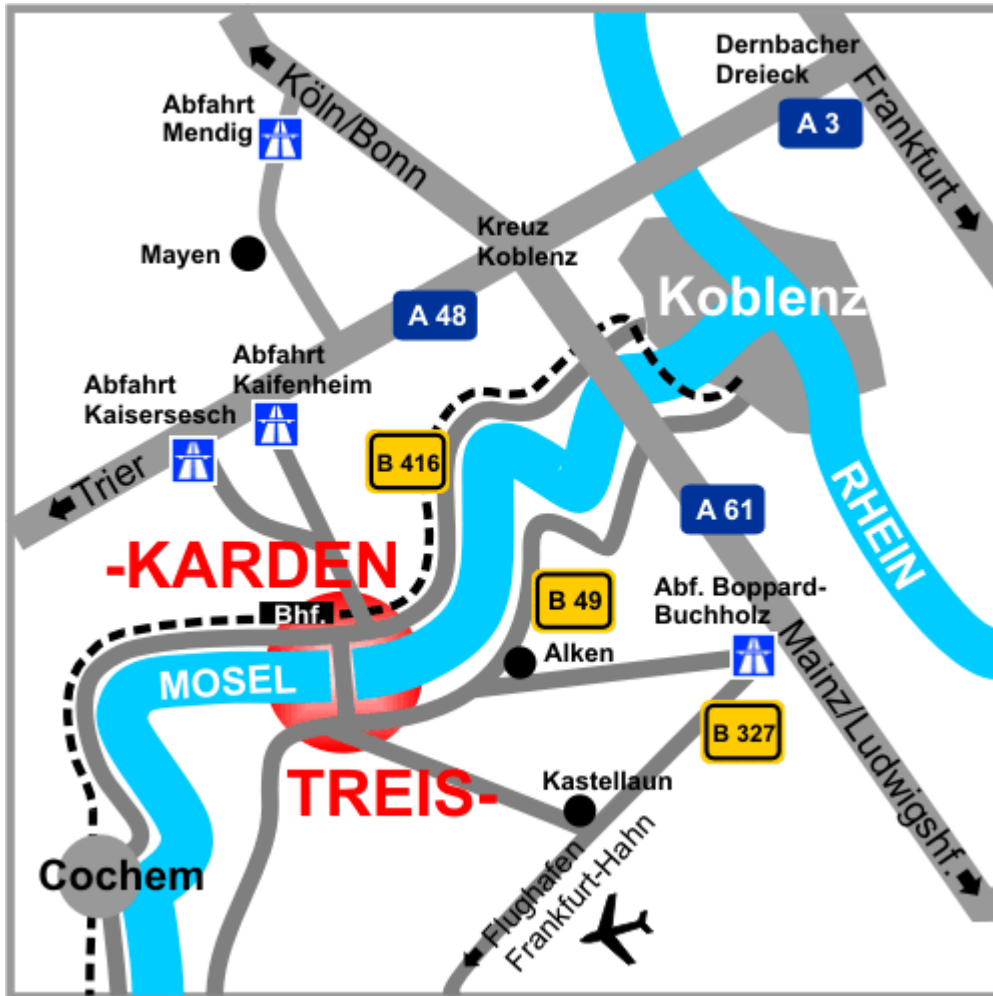 Dernbacher
Dreieck
A 3
Frankfurt
Köln/Bonn
Abfahrt
Mendig
Mayen
Kreuz
Koblenz
Koblenz
A 48
Abfahrt
Kaifenheim
Abfahrt
Kaisersesch
Trier
B 416
RHEIN
A 61
-KARDEN
Bhf.
B 49
Abf. Boppard-
Buchholz
Alken
MOSEL
B 327
Mainz/Ludwigshf.
TREIS-
Kastellaun
Cochem
Flughafen
Frankfurt-Hahn